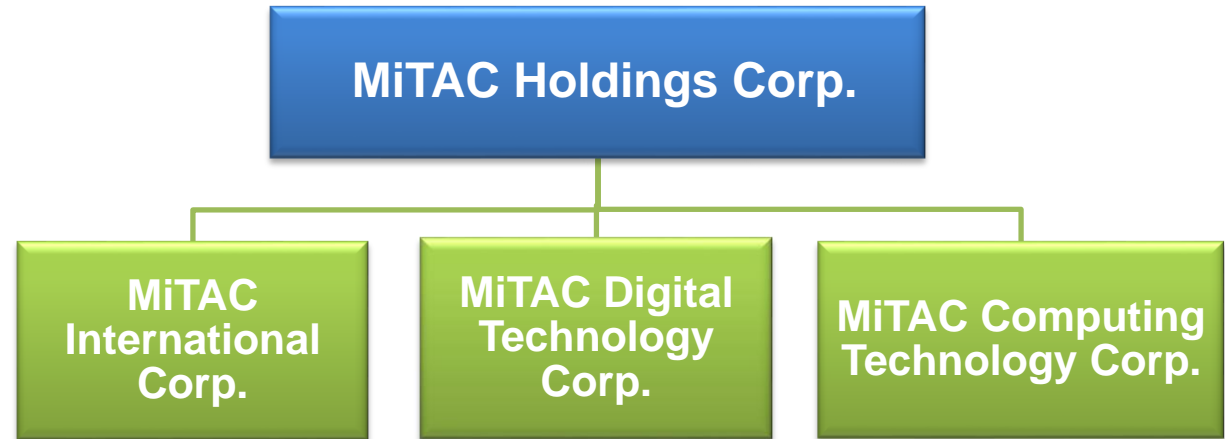 MiTAC Holdings Corp.
MiTAC
International
Corp.
MiTAC Digital
Technology
Corp.
MiTAC Computing
Technology Corp.